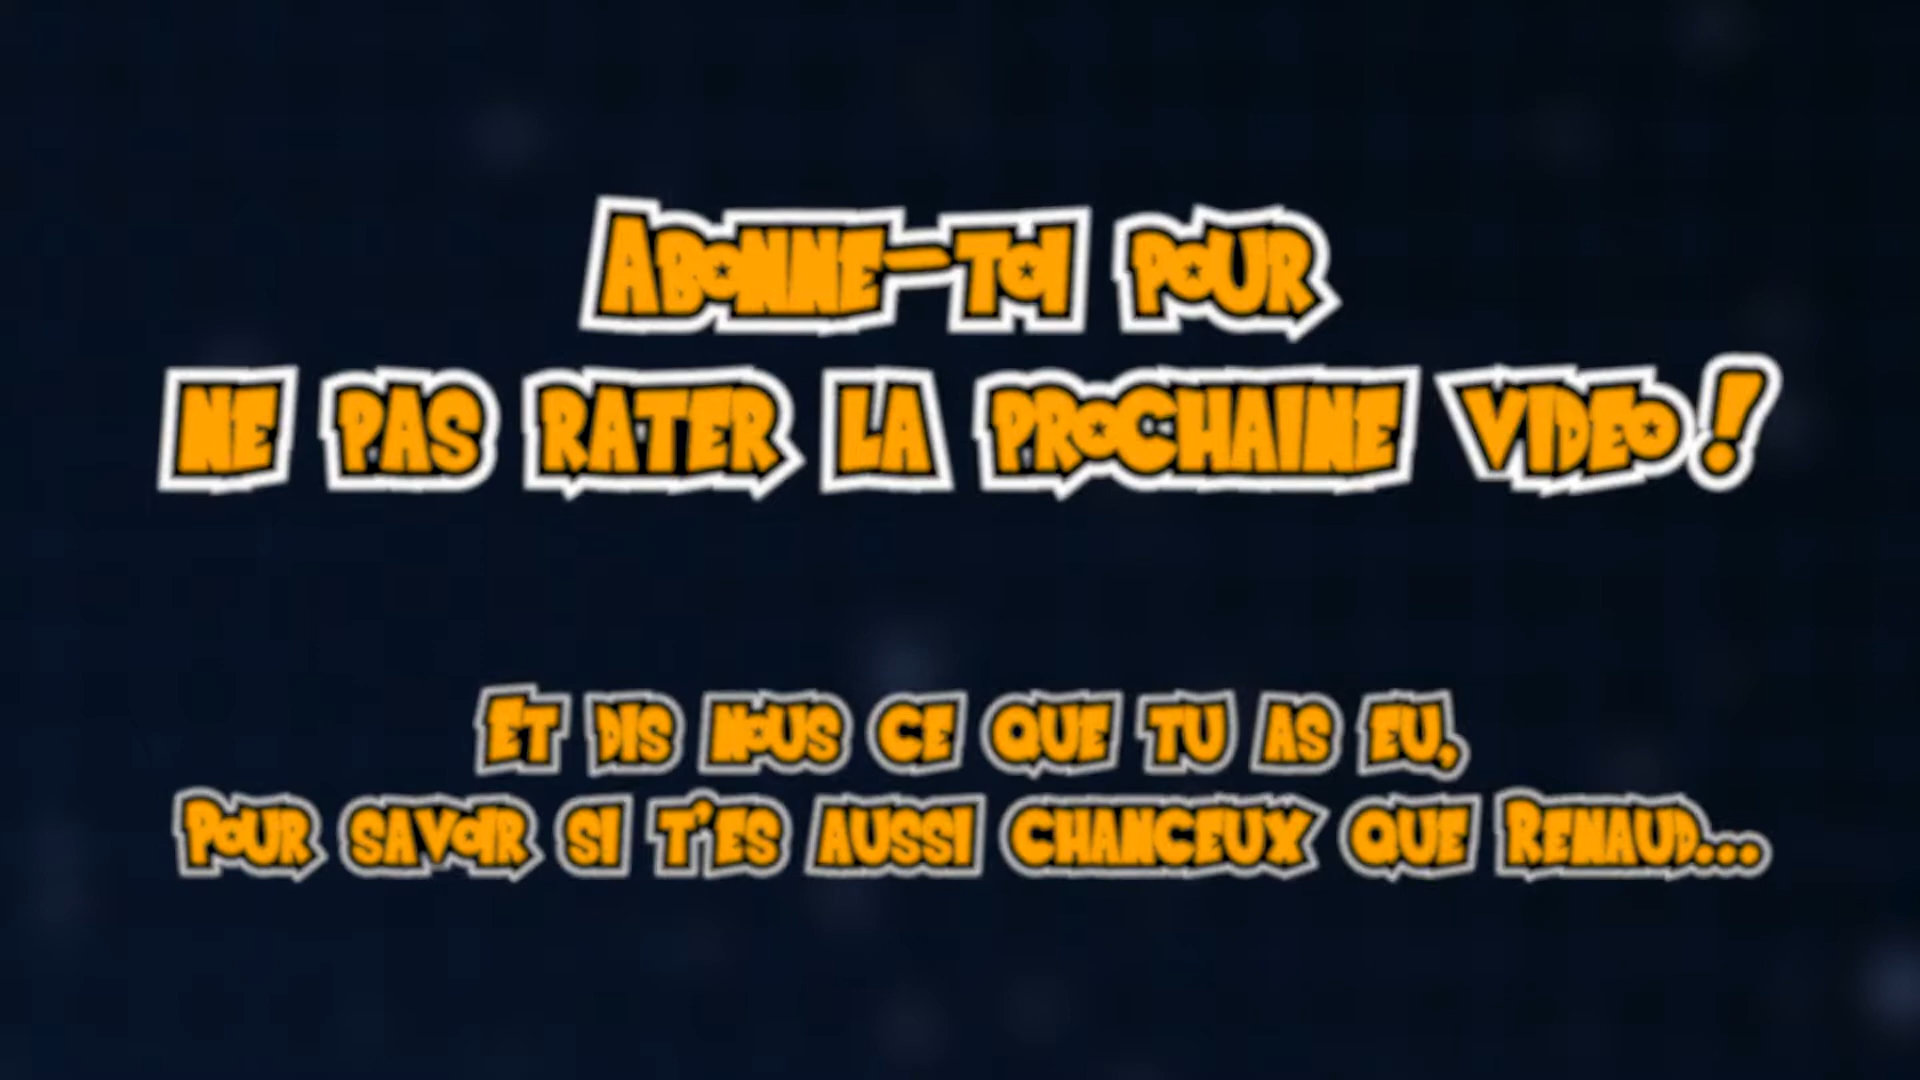 Abonne-toi pour
ne pas rater la prochaine video!
Et dis nous ce que tu as eu,
Pour savoir si t'es aussi chanceux que Renaud...